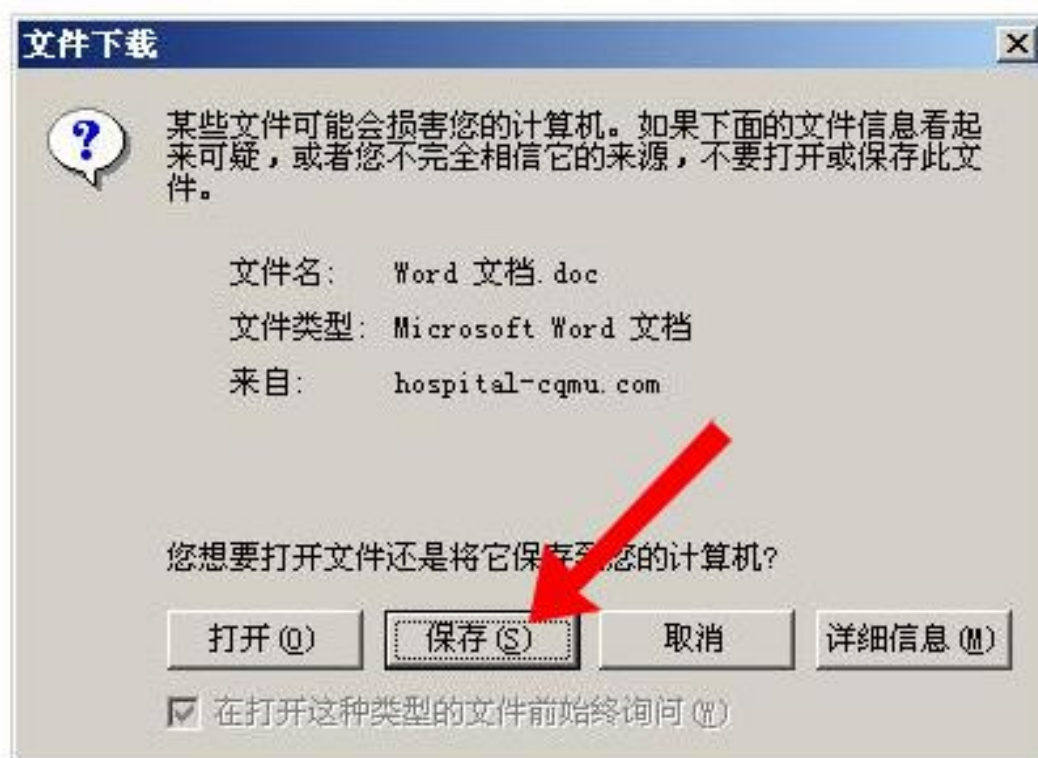 文件下载
某些文件可能会损害您的计算机。如果下面的文件信息看起
来可疑，或者您不完全相信它的来源，不要打开或保存此文
件。
文件名: Word 文档.doc
文件类型: Microsoft Word 文档
来自: hospital-cqmu.com
您想要打开文件还是将它保存到您的计算机?
打开(O) 保存(S) 取消 详细信息(M)
在打开这种类型的文件前始终询问(W)